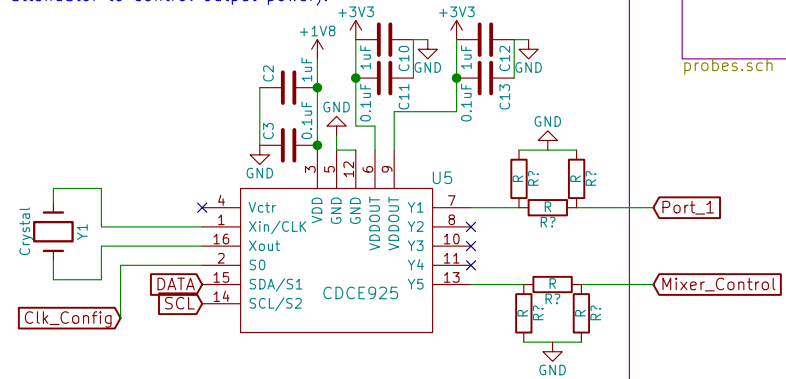 attenuator to control output power).
+3V3
+3V3
+1V8
1uF
C10
GND
1uF
C12
GND
C2
1uF
0.1uF
C11
0.1uF
C13
GND
C3
0.1uF
GND
GND
probes.sch
3
5
12
6
9
U5
Crystal
Y1
4
Vctr
1
Xin/CLK
16
Xout
2
S0
15
SDA/S1
14
SCL/S2
VDD
GND
GND
VDDOUT
VDDOUT
CDCE925
Y1
7
Y2
8
Y3
10
Y4
11
Y5
13
R
R?
R
R?
R
R?
Port_1
DATA
SCL
Clk_Config
R
R?
R
R?
R
R?
Mixer_Control
GND